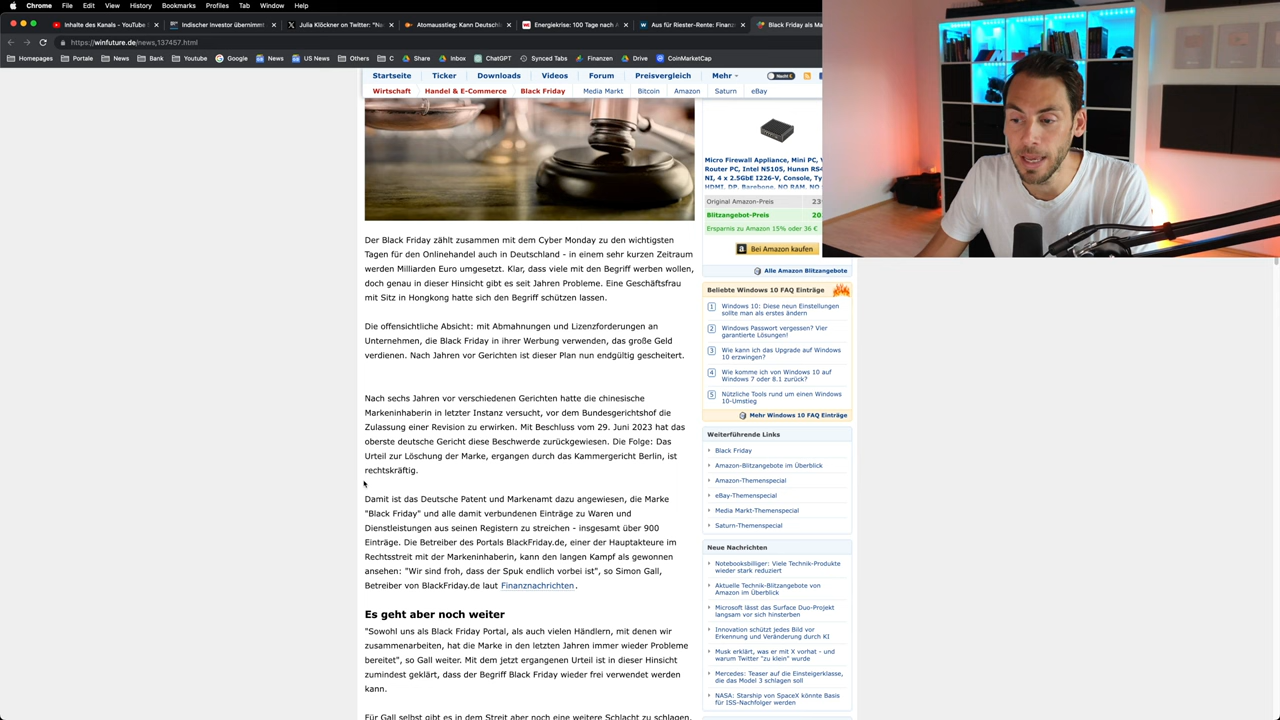 Chrome File Edit View History Bookmarks Profiles Tab Window Help
Inhalte des Kanals - YouTube Indischer Investor übernimmt Julia Klöckner on Twitter: "Nu Atomausstieg: Kann Deutschl Energiekrise: 100 Tage nach A Aus für Riester-Rente: Finanz Black Friday als Ma
https://winfuture.de/news,137457.html
Homepages Portale News Bank Youtube Google News US News Others C Share Inbox ChatGPT Synced Tabs Finanzen Drive CoinMarketCap
Startseite Ticker Downloads Videos Forum Preisvergleich Mehr
Wirtschaft Handel & E-Commerce Black Friday Media Markt Bitcoin Amazon Saturn eBay
Der Black Friday zählt zusammen mit dem Cyber Monday zu den wichtigsten
Tagen für den Onlinehandel auch in Deutschland - in einem sehr kurzen Zeitraum
werden Milliarden Euro umgesetzt. Klar, dass viele mit den Begriff werben wollen,
doch genau in dieser Hinsicht gibt es seit Jahren Probleme. Eine Geschäftsfrau
mit Sitz in Hongkong hatte sich den Begriff schützen lassen.
Die offensichtliche Absicht: mit Abmahnungen und Lizenzforderungen an
Unternehmen, die Black Friday in ihrer Werbung verwenden, das große Geld
verdienen. Nach Jahren vor Gerichten ist dieser Plan nun endgültig gescheitert.
Nach sechs Jahren vor verschiedenen Gerichten hatte die chinesische
Markeninhaberin in letzter Instanz versucht, vor dem Bundesgerichtshof die
Zulassung einer Revision zu erwirken. Mit Beschluss vom 29. Juni 2023 hat das
oberste deutsche Gericht diese Beschwerde zurückgewiesen. Die Folge: Das
Urteil zur Löschung der Marke, ergangen durch das Kammergericht Berlin, ist
rechtskräftig.
Damit ist das Deutsche Patent und Markenamt dazu angewiesen, die Marke
"Black Friday" und alle damit verbundenen Einträge zu Waren und
Dienstleistungen aus seinen Registern zu streichen - insgesamt über 900
Einträge. Die Betreiber des Portals BlackFriday.de, einer der Hauptakteure im
Rechtsstreit mit der Markeninhaberin, kann den langen Kampf als gewonnen
ansehen: "Wir sind froh, dass der Spuk endlich vorbei ist", so Simon Gall,
Betreiber von BlackFriday.de laut Finanznachrichten.
Es geht aber noch weiter
"Sowohl uns als Black Friday Portal, als auch vielen Händlern, mit denen wir
zusammenarbeiten, hat die Marke in den letzten Jahren immer wieder Probleme
bereitet", so Gall weiter. Mit dem jetzt ergangenen Urteil ist in dieser Hinsicht
zumindest geklärt, dass der Begriff Black Friday wieder frei verwendet werden
kann.
Für Gall selbst gibt es in dem Streit aber noch eine weitere Schlacht zu schlagen.
Micro Firewall Appliance, Mini PC, V
Router PC, Intel N5105, Hunsn RS4
NI, 4 x 2.5GbE I226-V, Console, Ty
HDMI, DP, Barebone, NO RAM, NO
Original Amazon-Preis 23
Blitzangebot-Preis 20
Ersparnis zu Amazon 15% oder 36 €
Bei Amazon kaufen
Alle Amazon Blitzangebote
Beliebte Windows 10 FAQ Einträge
1 Windows 10: Diese neun Einstellungen
sollte man als erstes ändern
2 Windows Passwort vergessen? Vier
garantierte Lösungen!
3 Wie kann ich das Upgrade auf Windows
10 erzwingen?
4 Wie komme ich von Windows 10 auf
Windows 7 oder 8.1 zurück?
5 Nützliche Tools rund um einen Windows
10-Umstieg
Mehr Windows 10 FAQ Einträge
Weiterführende Links
Black Friday
Amazon-Blitzangebote im Überblick
Amazon-Themenspecial
eBay-Themenspecial
Media Markt-Themenspecial
Saturn-Themenspecial
Neue Nachrichten
Notebooksbilliger: Viele Technik-Produkte
wieder stark reduziert
Aktuelle Technik-Blitzangebote von
Amazon im Überblick
Microsoft lässt das Surface Duo-Projekt
langsam vor sich hinsterben
Innovation schützt jedes Bild vor
Erkennung und Veränderung durch KI
Musk erklärt, was er mit X vorhat - und
warum Twitter "zu klein" wurde
Mercedes: Teaser auf die Einsteigerklasse,
die das Model 3 schlagen soll
NASA: Starship von SpaceX könnte Basis
für ISS-Nachfolger werden